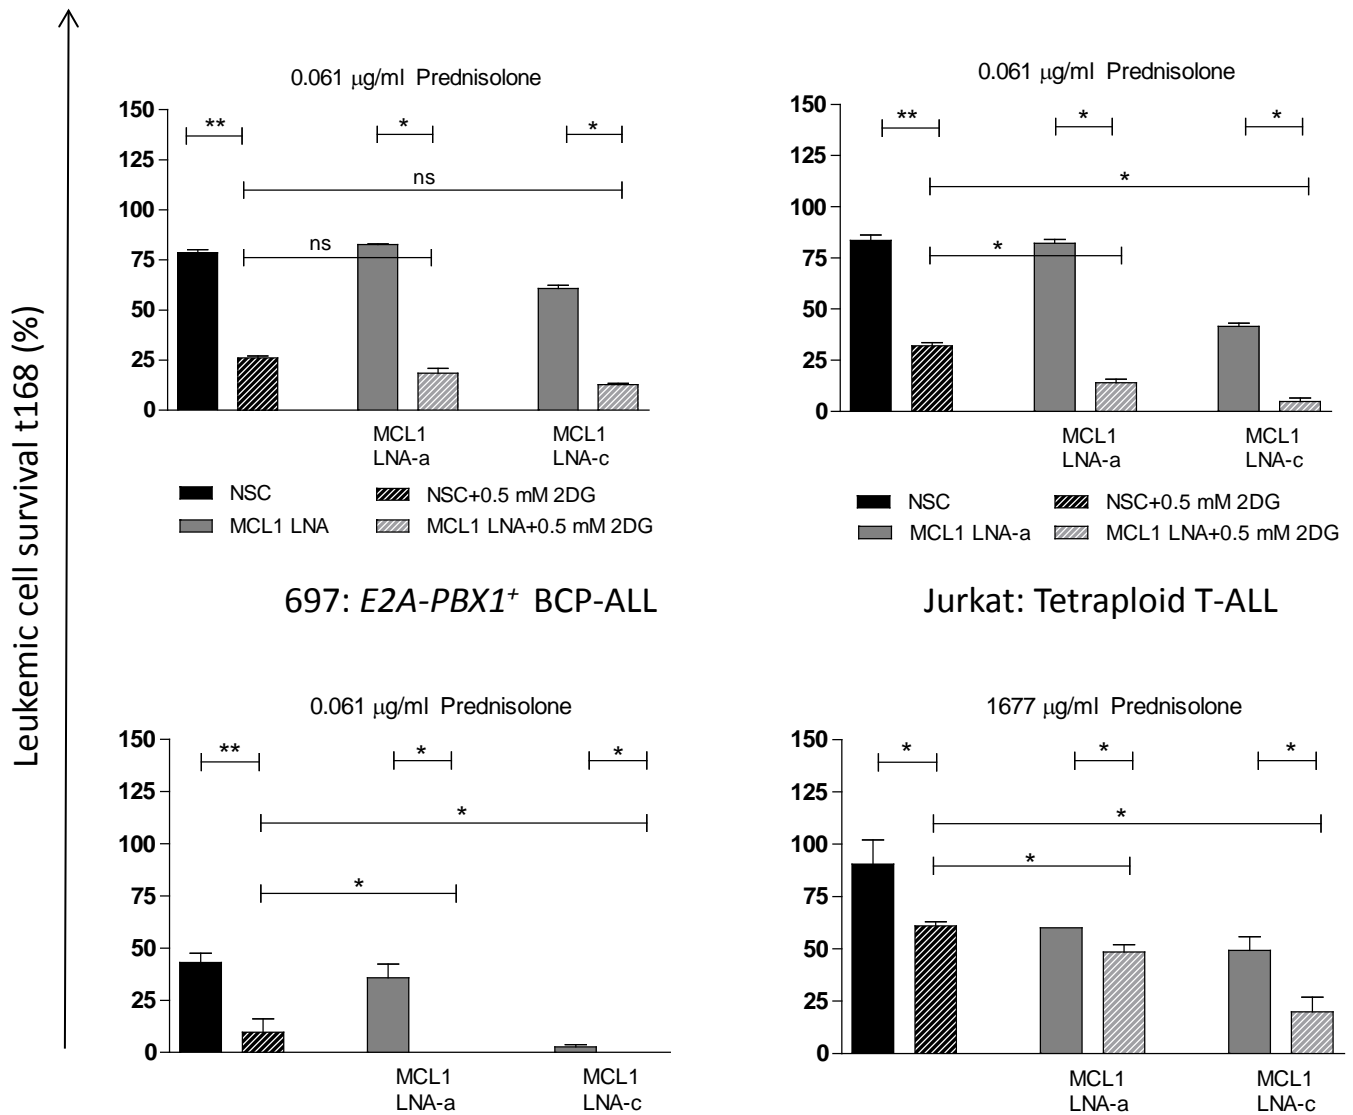 Leukemic cell survival t168 (%)
0.061 μg/ml Prednisolone
150
125
100
75
50
25
0
**
*
*
ns
ns
MCL1
LNA-a
MCL1
LNA-c
NSC
NSC+0.5 mM 2DG
MCL1 LNA
MCL1 LNA+0.5 mM 2DG
697: E2A-PBX1+ BCP-ALL
0.061 μg/ml Prednisolone
150
125
100
75
50
25
0
**
*
*
*
*
MCL1
LNA-a
MCL1
LNA-c
NSC
NSC+0.5 mM 2DG
MCL1 LNA-a
MCL1 LNA+0.5 mM 2DG
Jurkat: Tetraploid T-ALL
0.061 μg/ml Prednisolone
150
125
100
75
50
25
0
**
*
*
*
*
MCL1
LNA-a
MCL1
LNA-c
1677 μg/ml Prednisolone
150
125
100
75
50
25
0
*
*
*
*
*
MCL1
LNA-a
MCL1
LNA-c